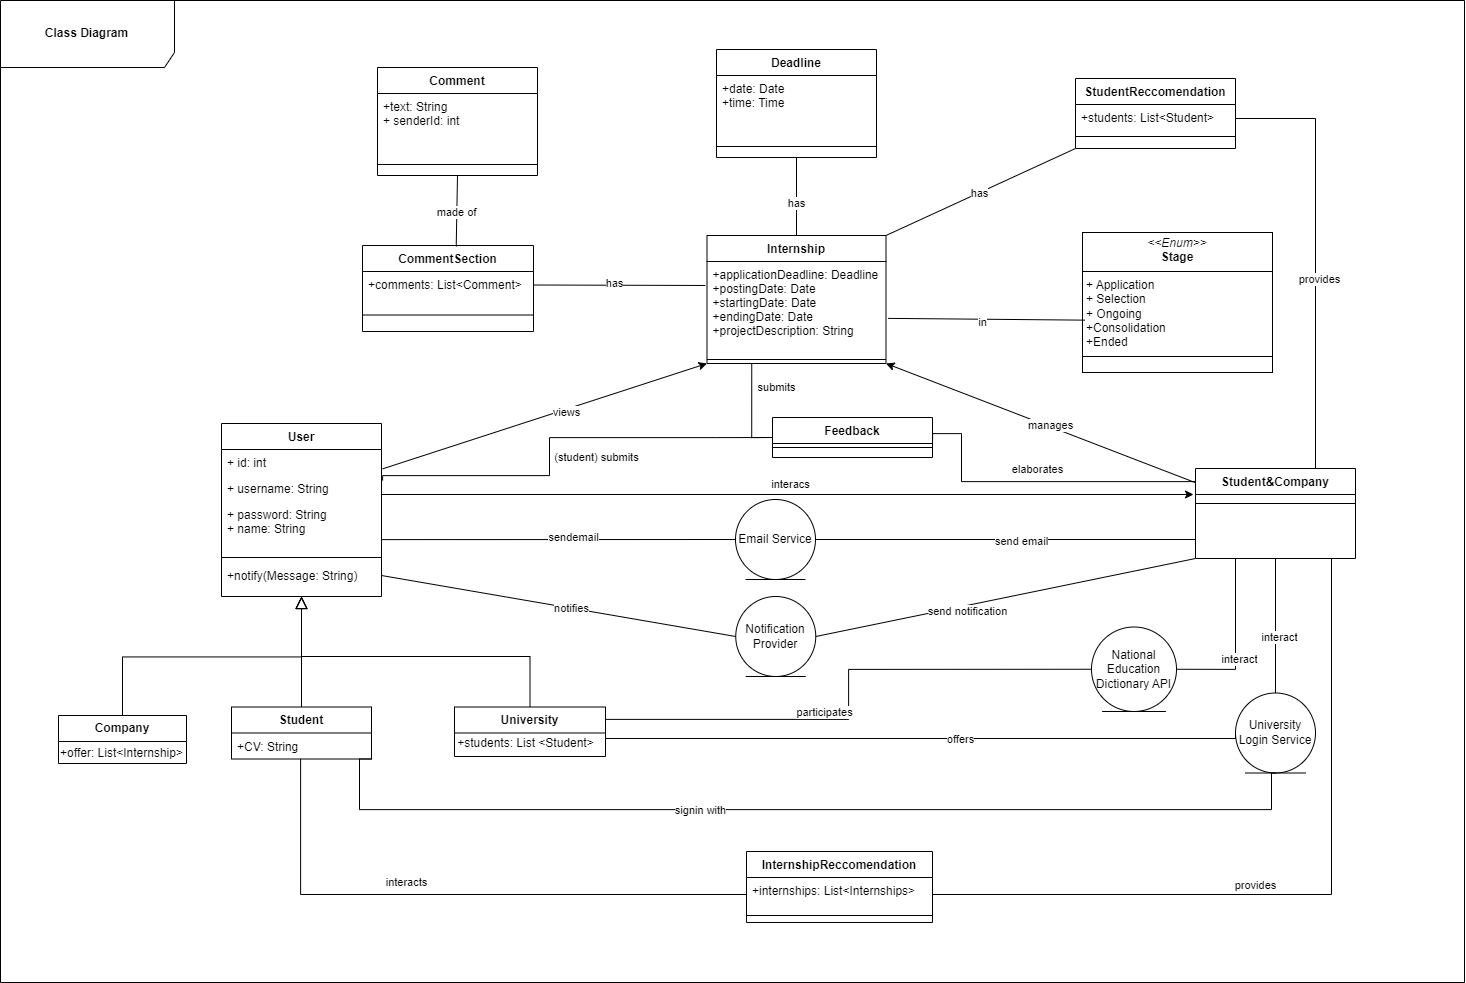 Class Diagram
Comment
+text: String
+ senderId: int
made of
CommentSection
+comments: List<Comment>
has
Deadline
+date: Date
+time: Time
has
Internship
+applicationDeadline: Deadline
+postingDate: Date
+startingDate: Date
+endingDate: Date
+projectDescription: String
StudentReccomendation
+students: List<Student>
has
provides
<<Enum>>
Stage
+ Application
+ Selection
+ Ongoing
+Consolidation
+Ended
in
views
submits
manages
Feedback
(student) submits
elaborates
User
+ id: int
+ username: String
+ password: String
+ name: String
+notify(Message: String)
interacs
Student&Company
sendemail
Email Service
send email
notifies
Notification
Provider
send notification
National
Education
Dictionary API
interact
interact
Company
+offer: List<Internship>
Student
+CV: String
University
+students: List <Student>
participates
offers
University
Login Service
signin with
interacts
InternshipReccomendation
+internships: List<Internships>
provides